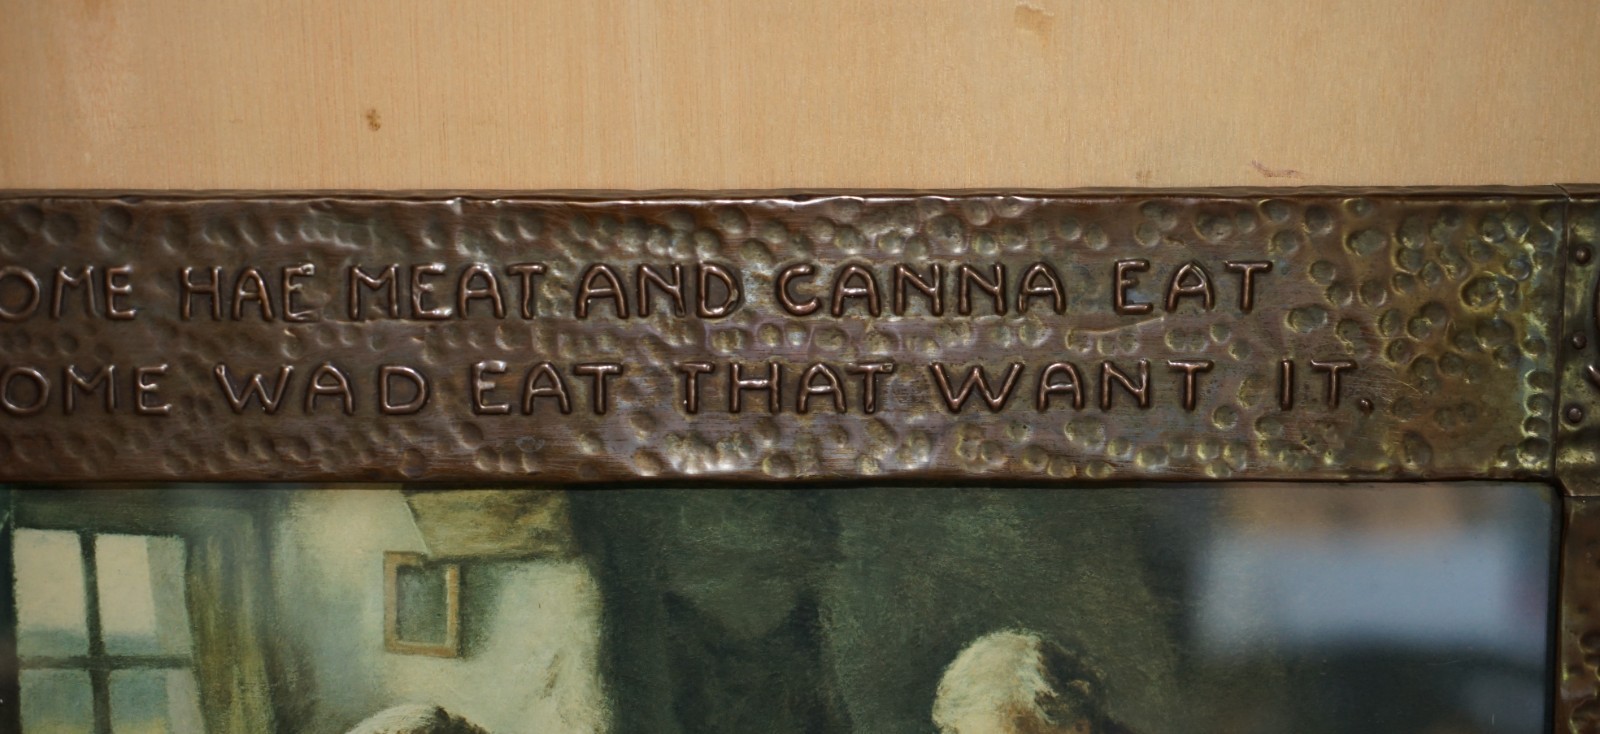 OME HAE MEAT AND CANNA EAT
OME WAD EAT THAT WANT IT.